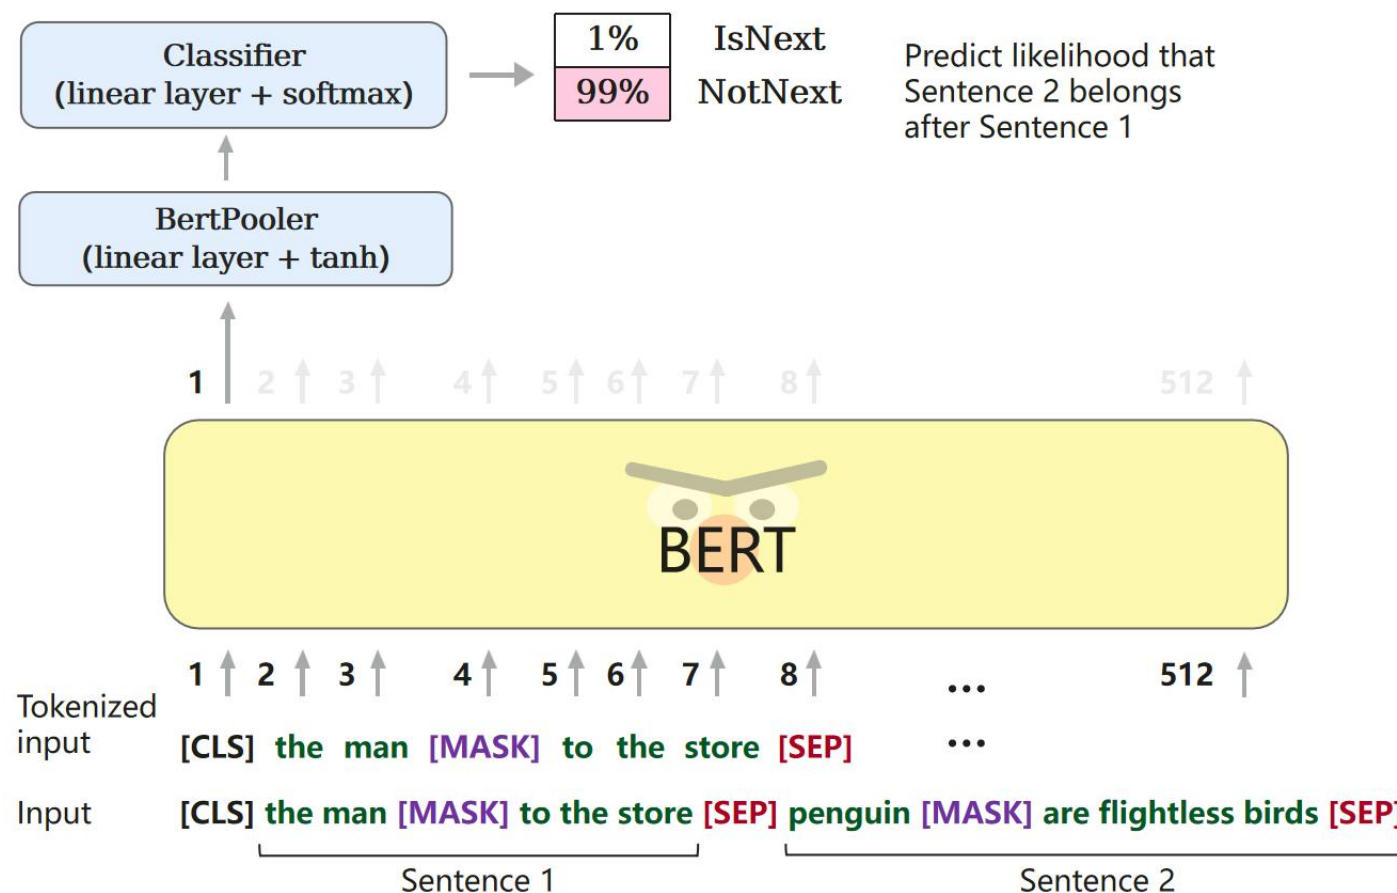 Classifier
(linear layer + softmax)
1% IsNext
99% NotNext
Predict likelihood that
Sentence 2 belongs
after Sentence 1
BertPooler
(linear layer + tanh)
1 2 3 4 5 6 7 8 512
BERT
1 2 3 4 5 6 7 8 ... 512
Tokenized
input
[CLS] the man [MASK] to the store [SEP] ...
Input [CLS] the man [MASK] to the store [SEP] penguin [MASK] are flightless birds [SEP]
Sentence 1 Sentence 2